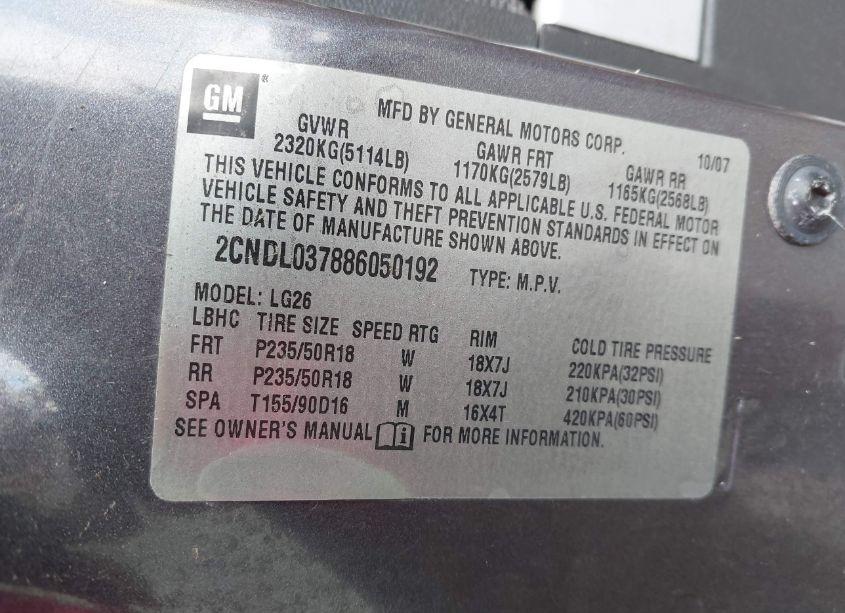 GM
MFD BY GENERAL MOTORS CORP. 10/07
GVWR GAWR FRT GAWR RR
2320KG(5114LB) 1170KG(2579LB) 1165KG(2568LB)
THIS VEHICLE CONFORMS TO ALL APPLICABLE U.S. FEDERAL MOTOR
VEHICLE SAFETY AND THEFT PREVENTION STANDARDS IN EFFECT ON
THE DATE OF MANUFACTURE SHOWN ABOVE.
2CNDL037886050192 TYPE: M.P.V.
MODEL: LG26
LBHC TIRE SIZE SPEED RTG RIM COLD TIRE PRESSURE
FRT P235/50R18 W 18X7J 220KPA(32PSI)
RR P235/50R18 W 18X7J 210KPA(30PSI)
SPA T155/90D16 M 16X4T 420KPA(60PSI)
SEE OWNER'S MANUAL FOR MORE INFORMATION.